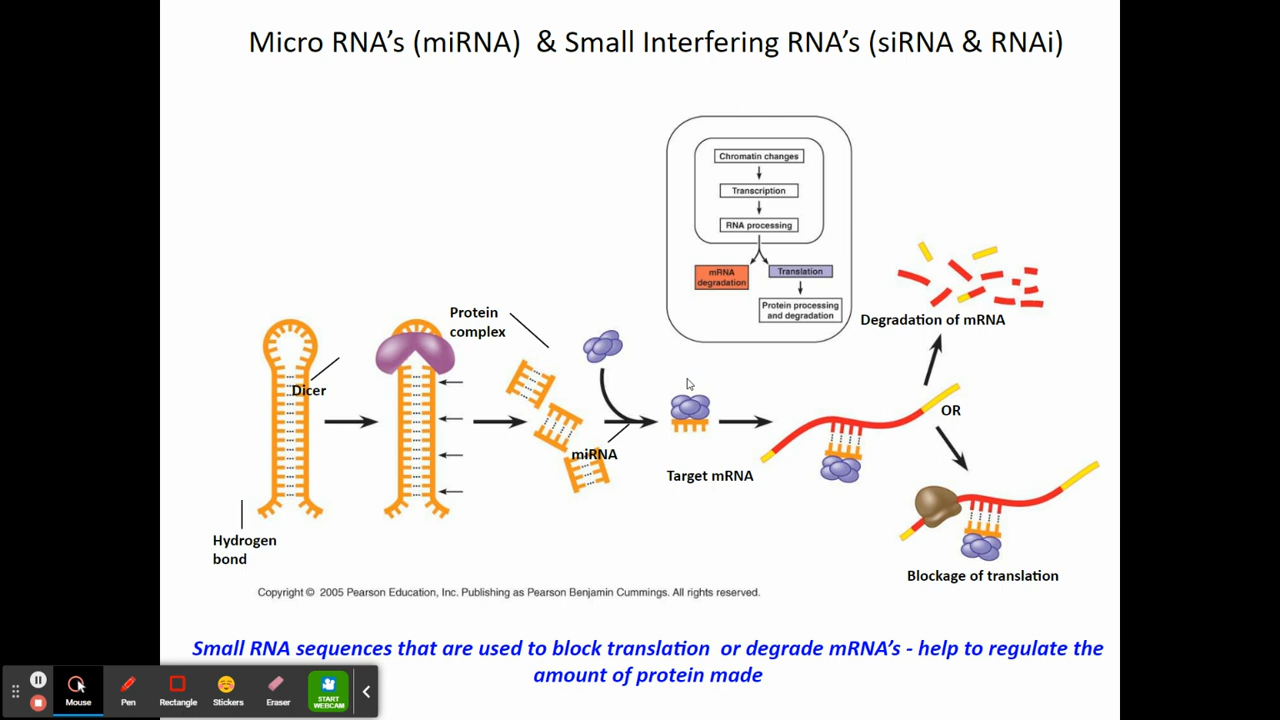 Micro RNA's (miRNA)  & Small Interfering RNA's (siRNA & RNAi)
Chromatin changes
Transcription
RNA processing
mRNA
degradation
Translation
Protein processing
and degradation
Protein
complex
Degradation of mRNA
Dicer
OR
miRNA
Target mRNA
Hydrogen
bond
Blockage of translation
Copyright © 2005 Pearson Education, Inc. Publishing as Pearson Benjamin Cummings. All rights reserved.
Small RNA sequences that are used to block translation  or degrade mRNA's - help to regulate the
amount of protein made
Mouse
Pen
Rectangle
Stickers
Eraser
START
WEBCAM